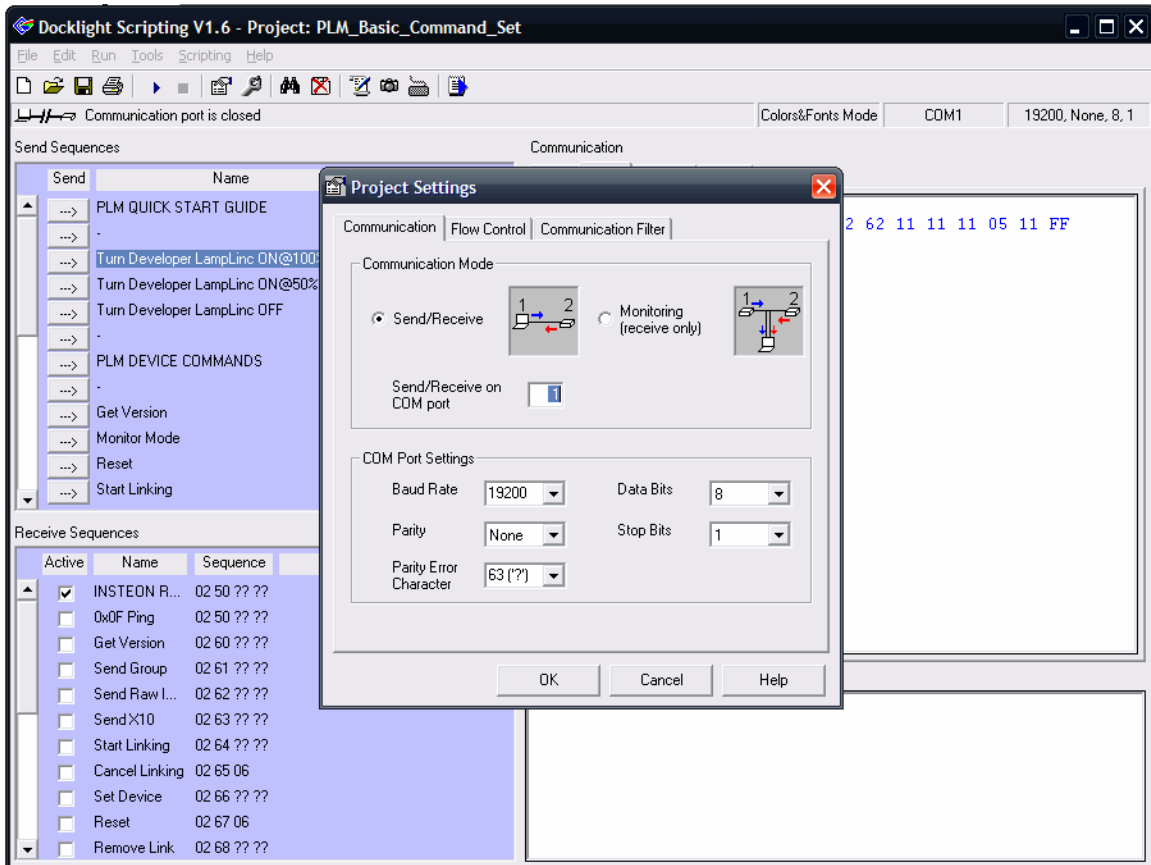 Docklight Scripting V1.6 - Project: PLM_Basic_Command_Set
File Edit Run Tools Scripting Help
Communication port is closed
Colors&Fonts Mode
COM1
19200, None, 8, 1
Send Sequences
Send
Name
---> PLM QUICK START GUIDE
---> -
---> Turn Developer LampLinc ON@100%
---> Turn Developer LampLinc ON@50%
---> Turn Developer LampLinc OFF
---> -
---> PLM DEVICE COMMANDS
---> -
---> Get Version
---> Monitor Mode
---> Reset
---> Start Linking
Receive Sequences
Active
Name
Sequence
INSTEON R... 02 50 ?? ??
0x0F Ping 02 50 ?? ??
Get Version 02 60 ?? ??
Send Group 02 61 ?? ??
Send Raw I... 02 62 ?? ??
Send X10 02 63 ?? ??
Start Linking 02 64 ?? ??
Cancel Linking 02 65 06
Set Device 02 66 ?? ??
Reset 02 67 06
Remove Link 02 68 ?? ??
Communication
2 62 11 11 11 05 11 FF
Project Settings
Communication
Flow Control
Communication Filter
Communication Mode
Send/Receive
1 2
Monitoring
(receive only)
1 2
Send/Receive on
COM port
1
COM Port Settings
Baud Rate
19200
Data Bits
8
Parity
None
Stop Bits
1
Parity Error
Character
63 ('?')
OK
Cancel
Help